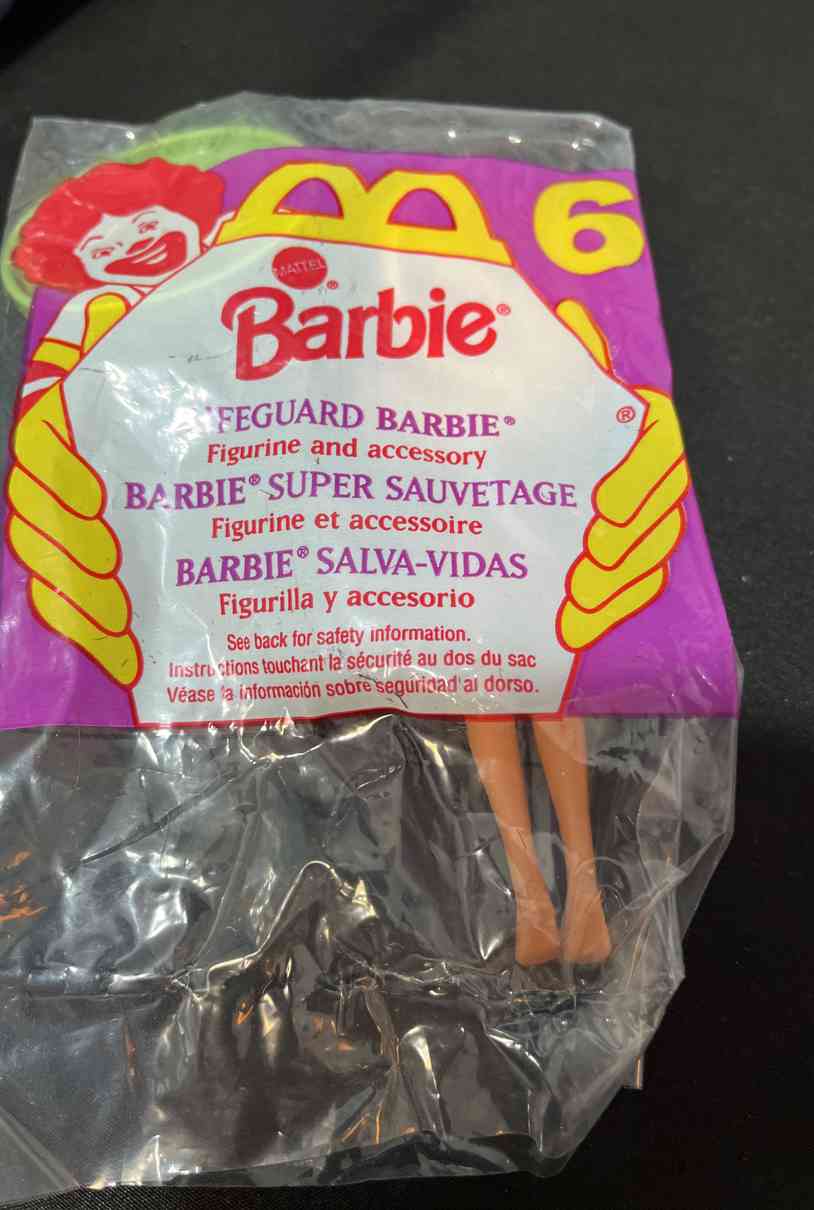 6
MATTEL
®
Barbie®
®
FEGUARD BARBIE®
Figurine and accessory
BARBIE® SUPER SAUVETAGE
Figurine et accessoire
BARBIE® SALVA-VIDAS
Figurilla y accesorio
See back for safety information.
Instructions touchant la sécurité au dos du sac
Véase la información sobre seguridad al dorso.